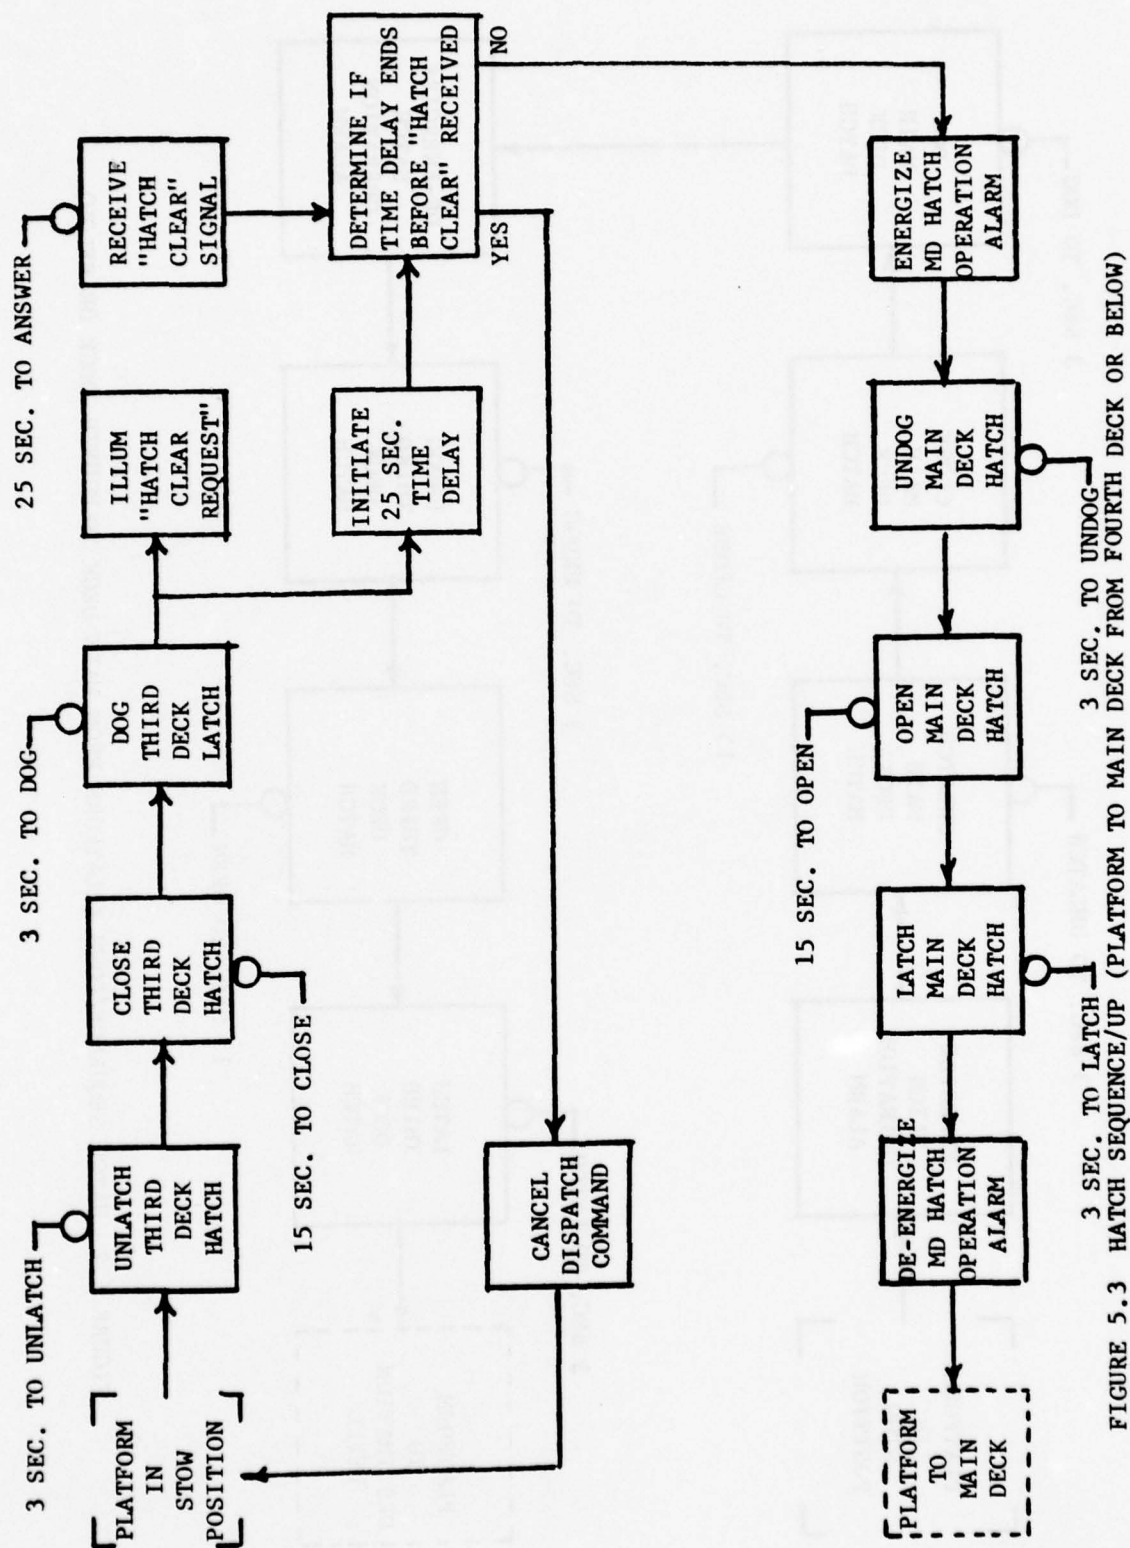 3 SEC. TO UNLATCH
3 SEC. TO DOG
25 SEC. TO ANSWER
PLATFORM
IN
STOW
POSITION
UNLATCH
THIRD
DECK
HATCH
CLOSE
THIRD
DECK
HATCH
DOG
THIRD
DECK
LATCH
ILLUM
"HATCH
CLEAR
REQUEST"
RECEIVE
"HATCH
CLEAR"
SIGNAL
15 SEC. TO CLOSE
INITIATE
25 SEC.
TIME
DELAY
DETERMINE IF
TIME DELAY ENDS
BEFORE "HATCH
CLEAR" RECEIVED
YES
NO
CANCEL
DISPATCH
COMMAND
15 SEC. TO OPEN
PLATFORM
TO
MAIN
DECK
DE-ENERGIZE
MD HATCH
OPERATION
ALARM
LATCH
MAIN
DECK
HATCH
OPEN
MAIN
DECK
HATCH
UNDOG
MAIN
DECK
HATCH
ENERGIZE
MD HATCH
OPERATION
ALARM
3 SEC. TO LATCH
3 SEC. TO UNDOG
FIGURE 5.3 HATCH SEQUENCE/UP (PLATFORM TO MAIN DECK FROM FOURTH DECK OR BELOW)